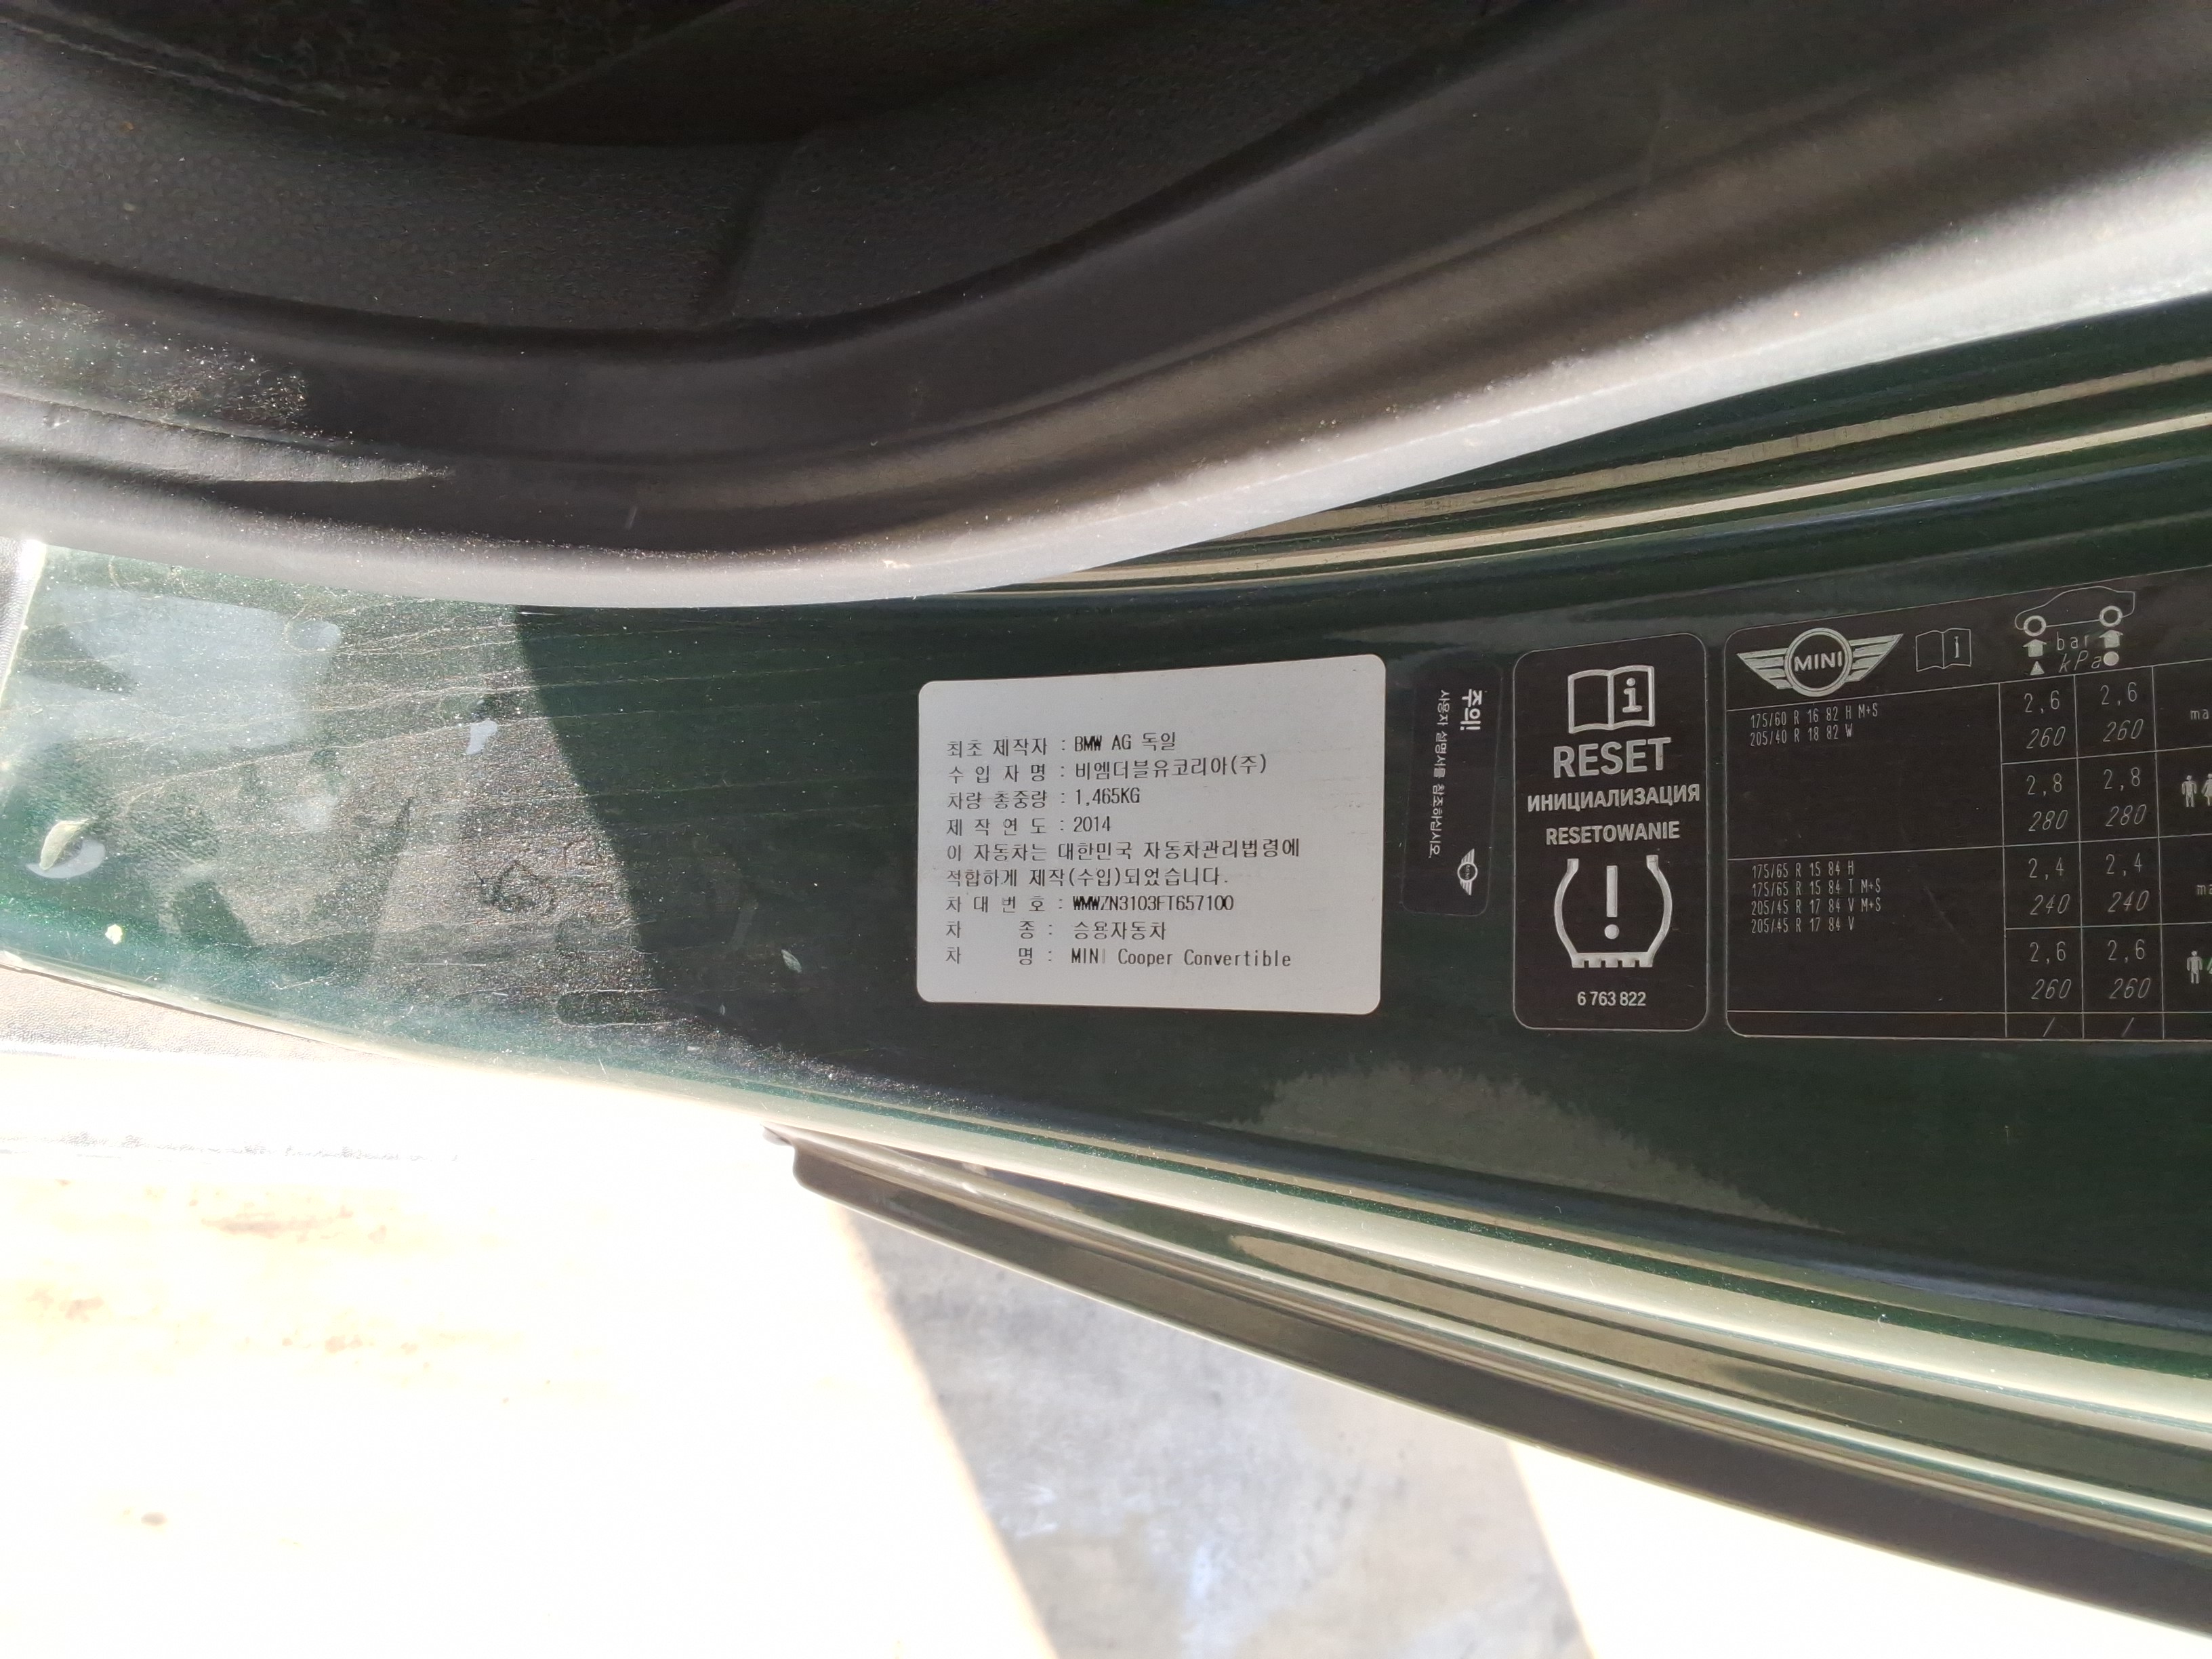 최초 제작자 : BMW AG 독일
수 입 자 명 : 비엠더블유코리아(주)
차량 총중량 : 1,465KG
제 작 연 도 : 2014
이 자동차는 대한민국 자동차관리법령에
적합하게 제작(수입)되었습니다.
차 대 번 호 : WMWZN3103FT657100
차 종 : 승용자동차
차 명 : MINI Cooper Convertible
주의!
사용자 설명서를 참조하십시오.
i
RESET
ИНИЦИАЛИЗАЦИЯ
RESETOWANIE
!
6 763 822
MINI
i
bar
kPa
175/60 R 16 82 H M+S
205/40 R 18 82 W
2,6 2,6
260 260
2,8 2,8
280 280
175/65 R 15 84 H
175/65 R 15 84 T M+S
205/45 R 17 84 V M+S
205/45 R 17 84 V
2,4 2,4
240 240
2,6 2,6
260 260
/ /